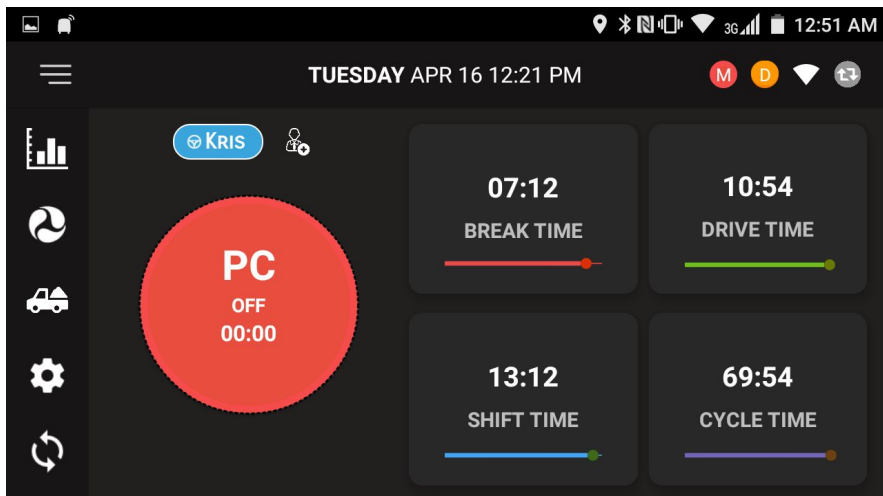 3G 12:51 AM
TUESDAY APR 16 12:21 PM
M D
KRIS
PC
OFF
00:00
07:12
BREAK TIME
10:54
DRIVE TIME
13:12
SHIFT TIME
69:54
CYCLE TIME